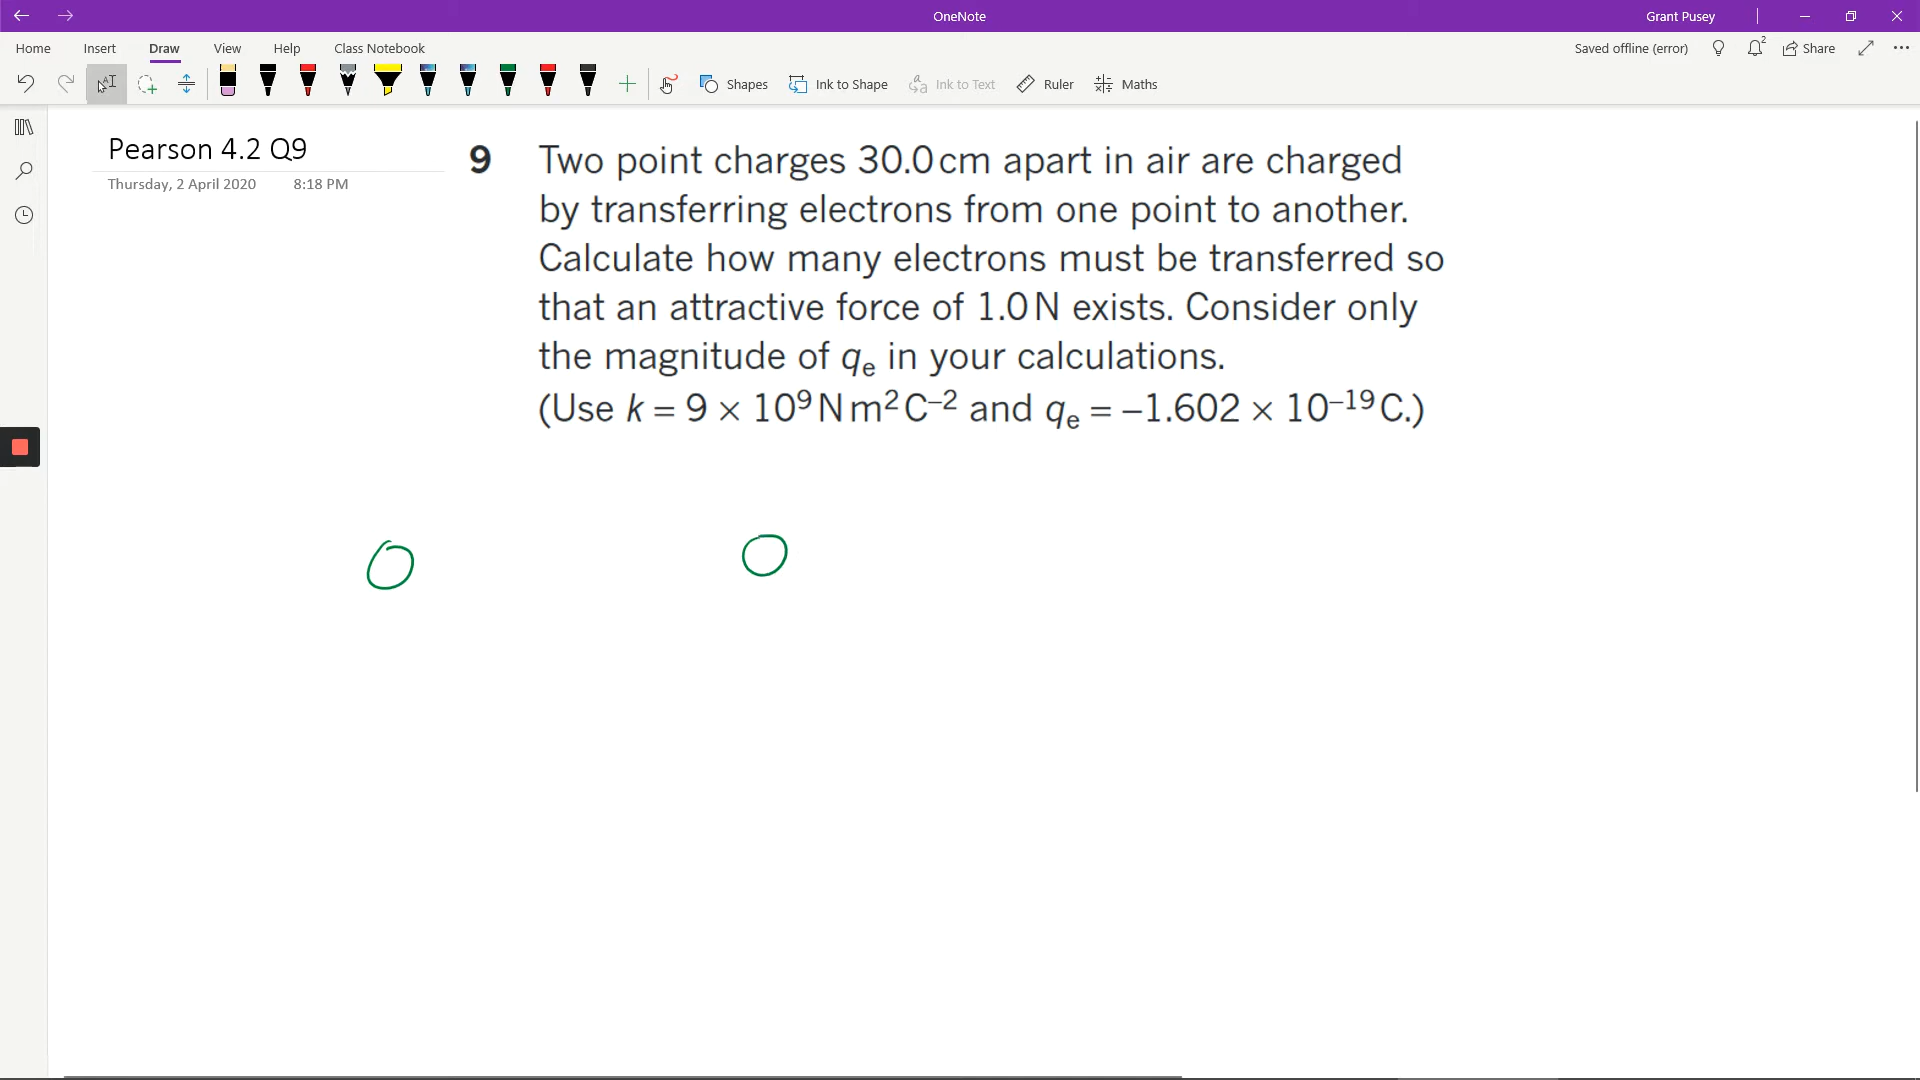 OneNote
Grant Pusey
Home Insert Draw View Help Class Notebook
Saved offline (error) 2 Share
Shapes Ink to Shape Ink to Text Ruler Maths
Pearson 4.2 Q9
Thursday, 2 April 2020 8:18 PM
9 Two point charges 30.0 cm apart in air are charged
by transferring electrons from one point to another.
Calculate how many electrons must be transferred so
that an attractive force of 1.0 N exists. Consider only
the magnitude of qₑ in your calculations.
(Use k = 9 × 10⁹ N m² C⁻² and qₑ = –1.602 × 10⁻¹⁹ C.)